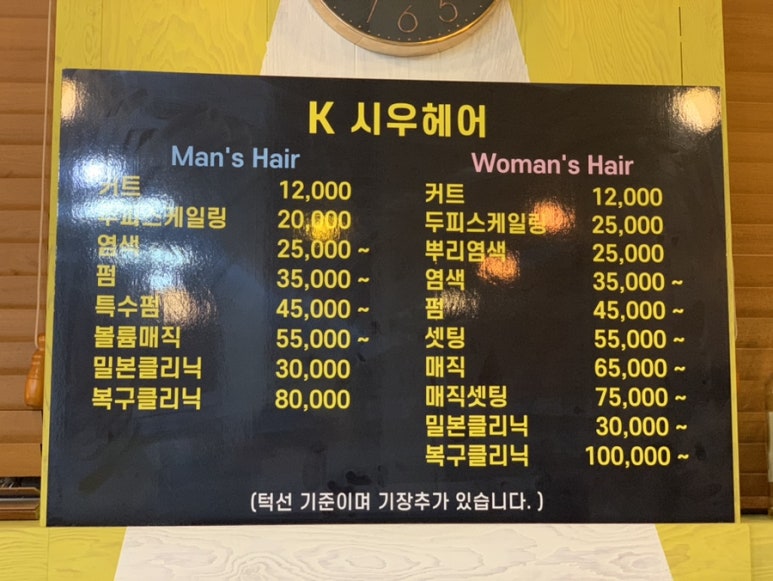 7 6 5
K 시우헤어
Man's Hair
커트 12,000
두피스케일링 20,000
염색 25,000 ~
펌 35,000 ~
특수펌 45,000 ~
볼륨매직 55,000 ~
밀본클리닉 30,000
복구클리닉 80,000
Woman's Hair
커트 12,000
두피스케일링 25,000
뿌리염색 25,000
염색 35,000 ~
펌 45,000 ~
셋팅 55,000 ~
매직 65,000 ~
매직셋팅 75,000 ~
밀본클리닉 30,000 ~
복구클리닉 100,000 ~
(턱선 기준이며 기장추가 있습니다. )